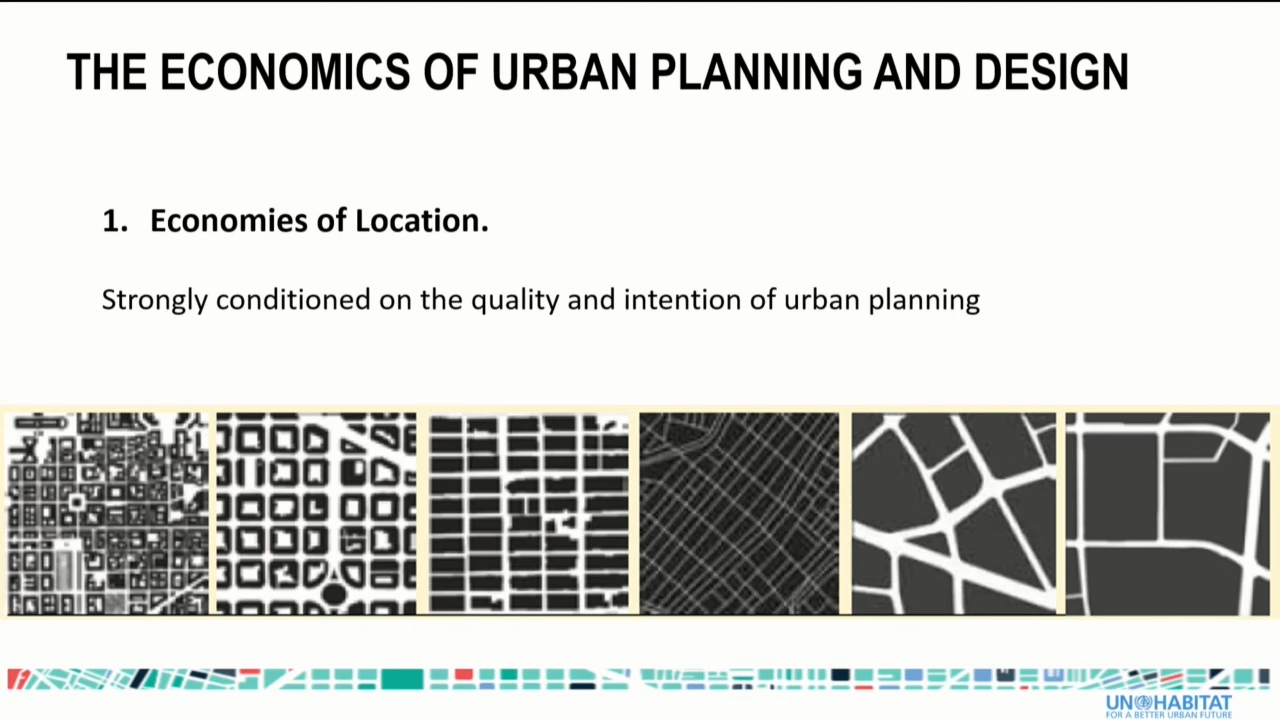 THE ECONOMICS OF URBAN PLANNING AND DESIGN
1. Economies of Location.
Strongly conditioned on the quality and intention of urban planning
UN HABITAT
FOR A BETTER URBAN FUTURE